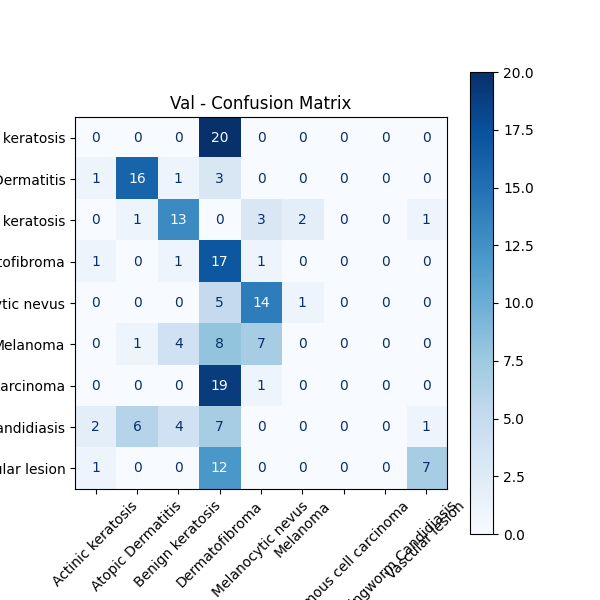 Val - Confusion Matrix
keratosis 0 0 0 20 0 0 0 0 0
Dermatitis 1 16 1 3 0 0 0 0 0
keratosis 0 1 13 0 3 2 0 0 1
tofibroma 1 0 1 17 1 0 0 0 0
tic nevus 0 0 0 5 14 1 0 0 0
Melanoma 0 1 4 8 7 0 0 0 0
arcinoma 0 0 0 19 1 0 0 0 0
andidiasis 2 6 4 7 0 0 0 0 1
ular lesion 1 0 0 12 0 0 0 0 7
Actinic keratosis
Atopic Dermatitis
Benign keratosis
Dermatofibroma
Melanocytic nevus
Melanoma
mous cell carcinoma
ngworm Candidiasis
Vascular lesion
20.0
17.5
15.0
12.5
10.0
7.5
5.0
2.5
0.0